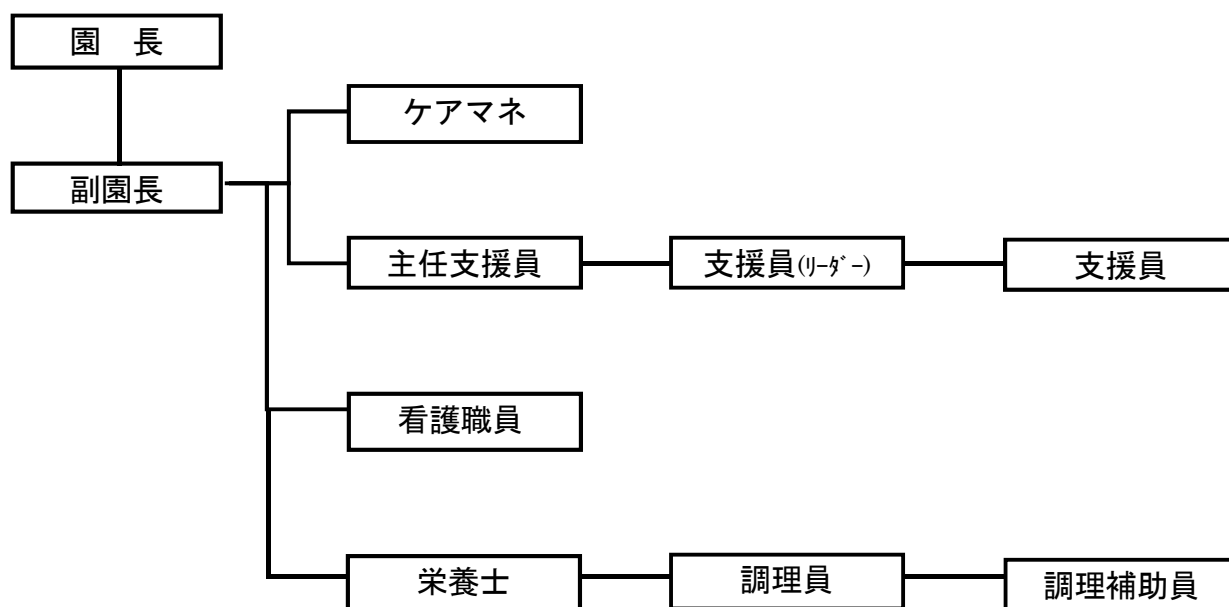 園　長
ケアマネ
副園長
主任支援員
支援員(ﾘｰﾀﾞｰ)
支援員
看護職員
栄養士
調理員
調理補助員